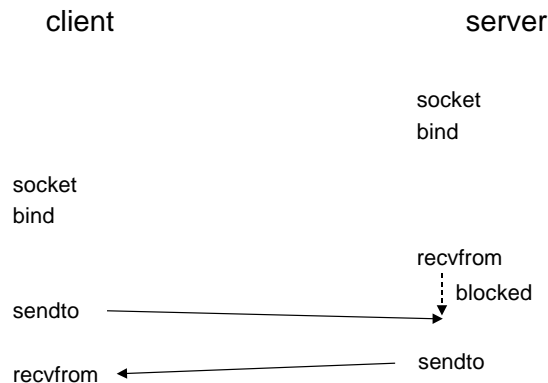 client
server
socket
bind
socket
bind
recvfrom
blocked
sendto
sendto
recvfrom